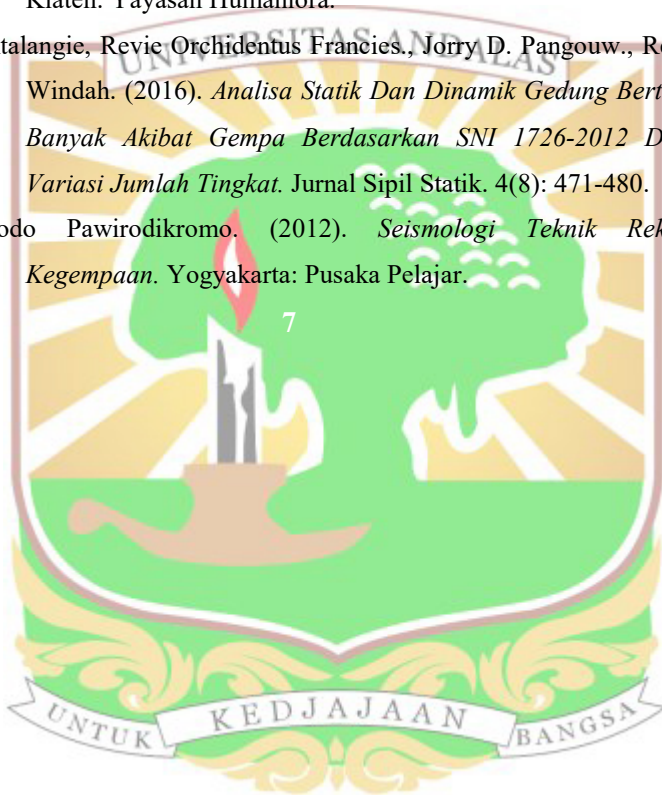 Klaten: Yayasan Humaniora.
UNIVERSITAS ANDALAS
talangie, Revie Orchidentus Francies., Jorry D. Pangouw., Re
Windah. (2016). Analisa Statik Dan Dinamik Gedung Bert
Banyak Akibat Gempa Berdasarkan SNI 1726-2012 D
Variasi Jumlah Tingkat. Jurnal Sipil Statik. 4(8): 471-480.
odo Pawirodikromo. (2012). Seismologi Teknik Rek
Kegempaan. Yogyakarta: Pusaka Pelajar.
7
UNTUK KEDJAJAAN BANGSA